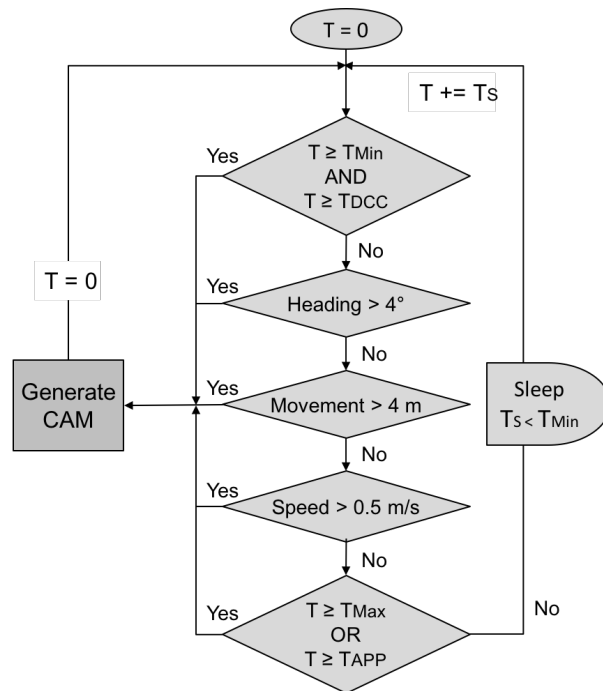 T = 0
T += Ts
Yes
T ≥ TMin
AND
T ≥ TDCC
No
T = 0
Yes
Heading > 4°
No
Generate
CAM
Yes
Movement > 4 m
Sleep
Ts < TMin
No
Yes
Speed > 0.5 m/s
No
Yes
T ≥ TMax
OR
T ≥ TAPP
No